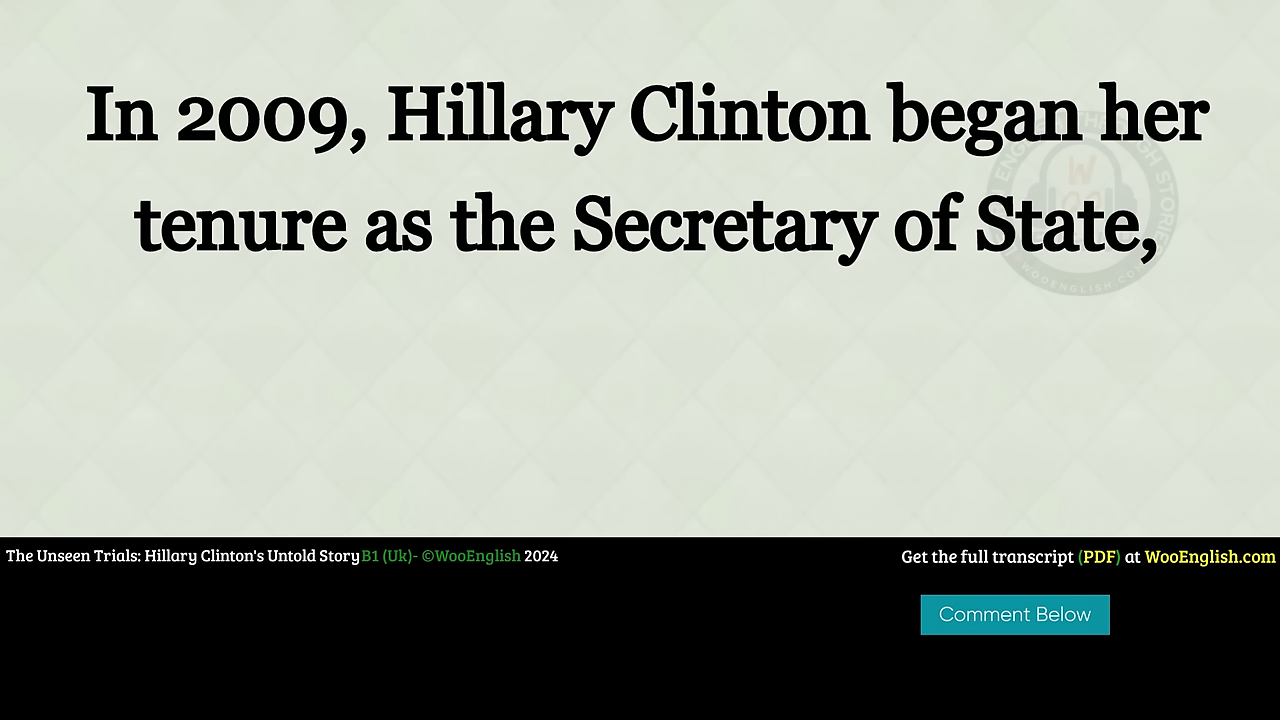 In 2009, Hillary Clinton began her
tenure as the Secretary of State,
The Unseen Trials: Hillary Clinton's Untold Story B1 (Uk)- ©WooEnglish 2024
Get the full transcript (PDF) at WooEnglish.com
Comment Below